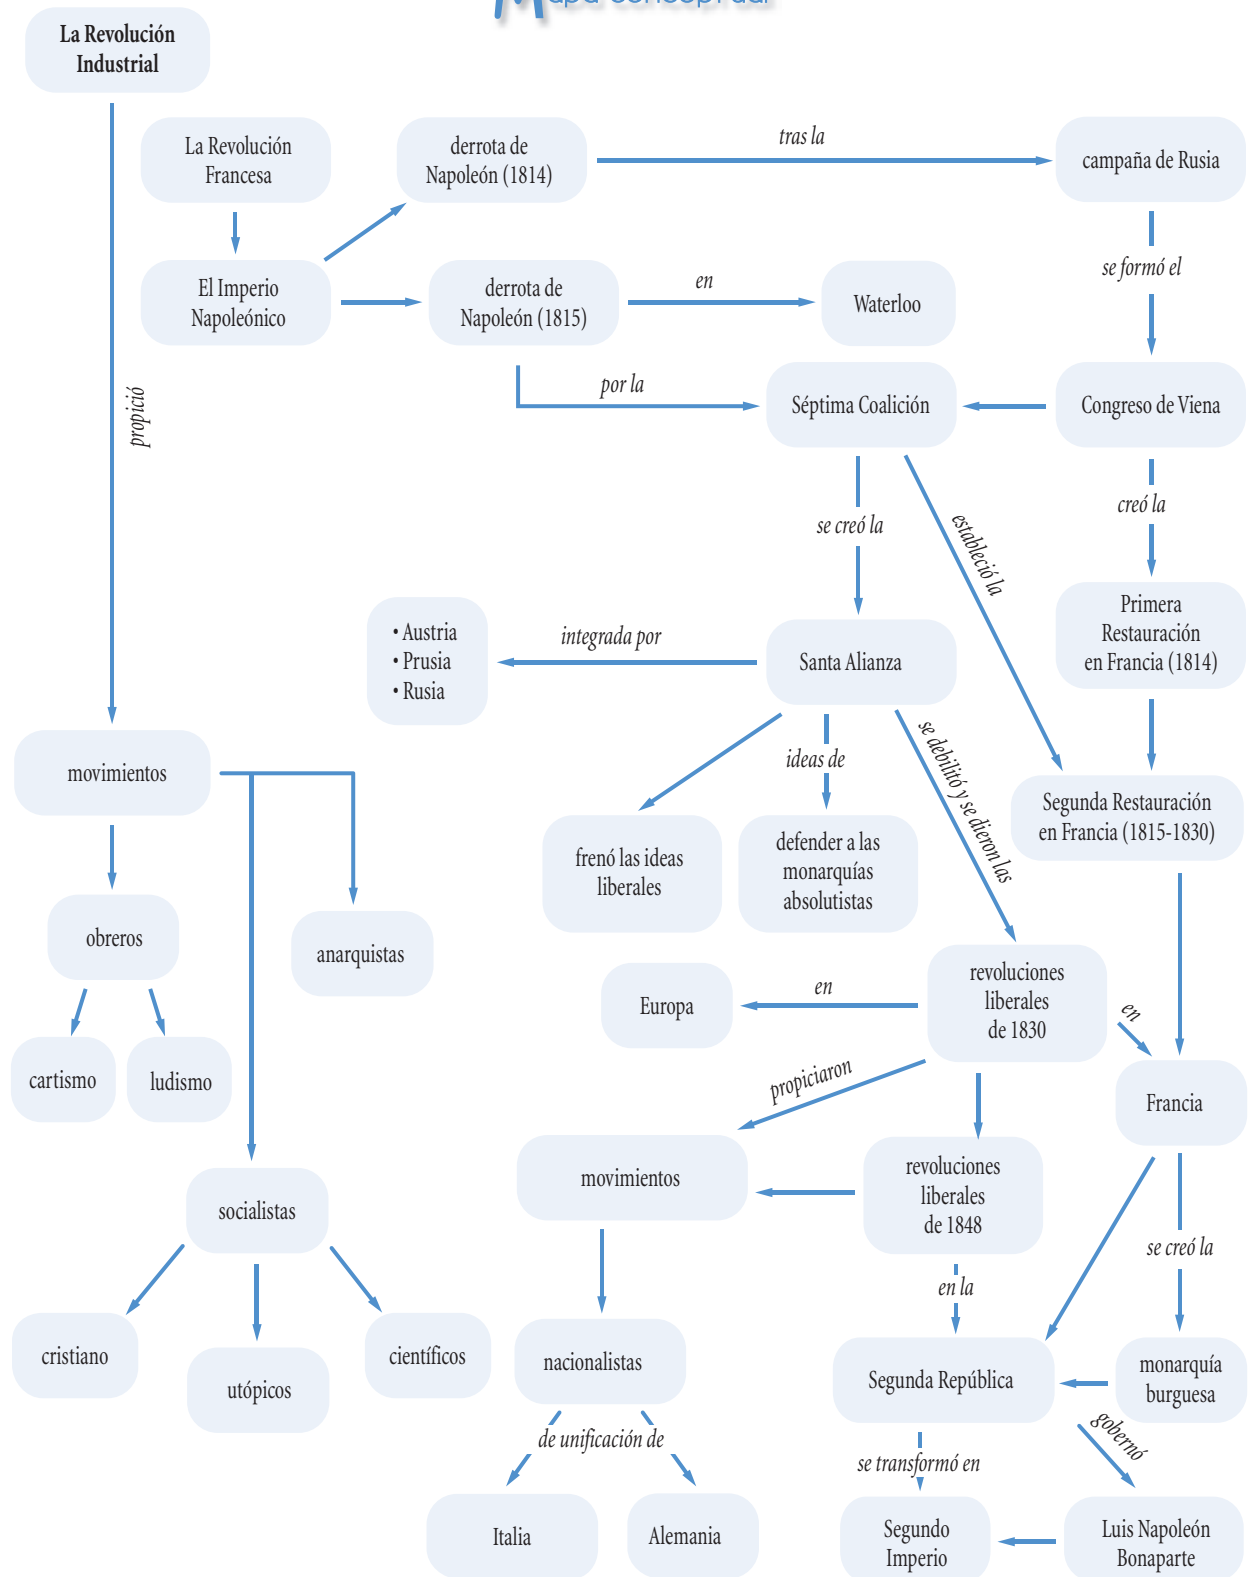 Mapa conceptual
La Revolución
Industrial
La Revolución
Francesa
derrota de
Napoleón (1814)
tras la
campaña de Rusia
se formó el
El Imperio
Napoleónico
derrota de
Napoleón (1815)
en
Waterloo
propició
por la
Séptima Coalición
Congreso de Viena
se creó la
estableció la
creó la
Primera
Restauración
en Francia (1814)
• Austria
• Prusia
• Rusia
integrada por
Santa Alianza
ideas de
se debilitó y se dieron las
movimientos
Segunda Restauración
en Francia (1815-1830)
frenó las ideas
liberales
defender a las
monarquías
absolutistas
obreros
anarquistas
Europa
en
revoluciones
liberales
de 1830
en
cartismo
ludismo
propiciaron
Francia
movimientos
revoluciones
liberales
de 1848
socialistas
se creó la
en la
cristiano
utópicos
científicos
nacionalistas
Segunda República
monarquía
burguesa
de unificación de
gobernó
se transformó en
Italia
Alemania
Segundo
Imperio
Luis Napoleón
Bonaparte